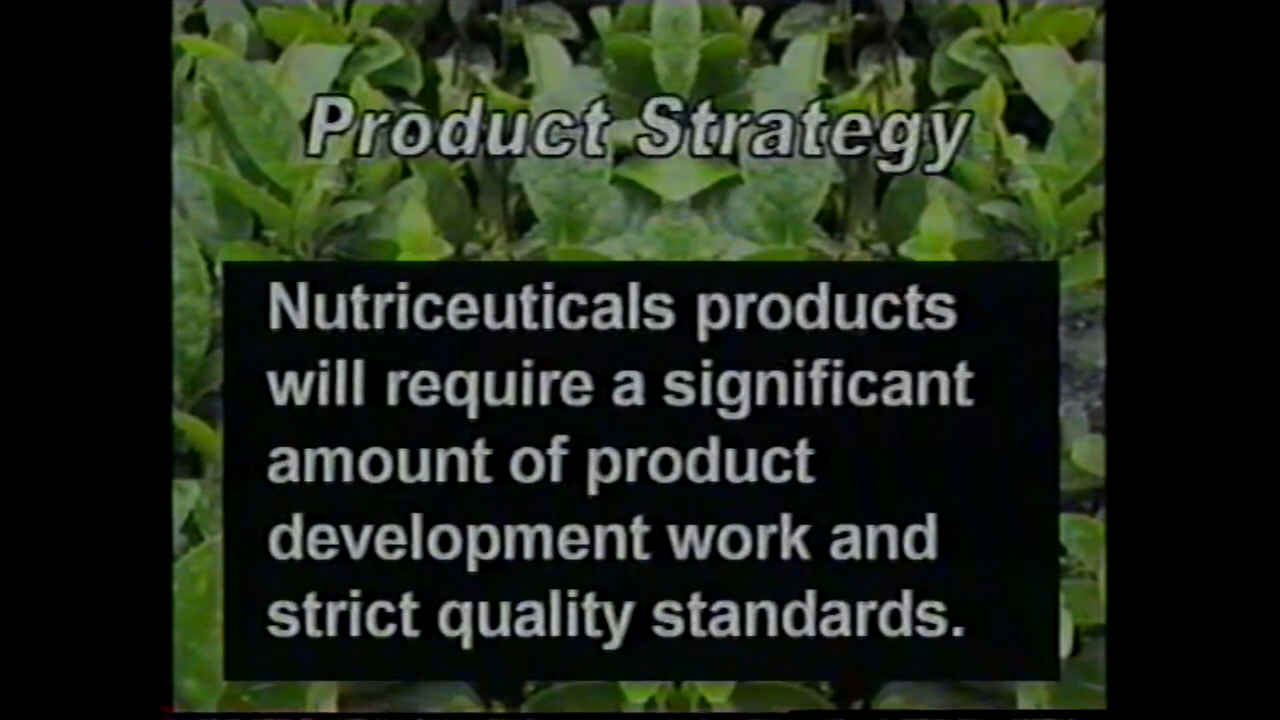 Product Strategy
Nutriceuticals products
will require a significant
amount of product
development work and
strict quality standards.